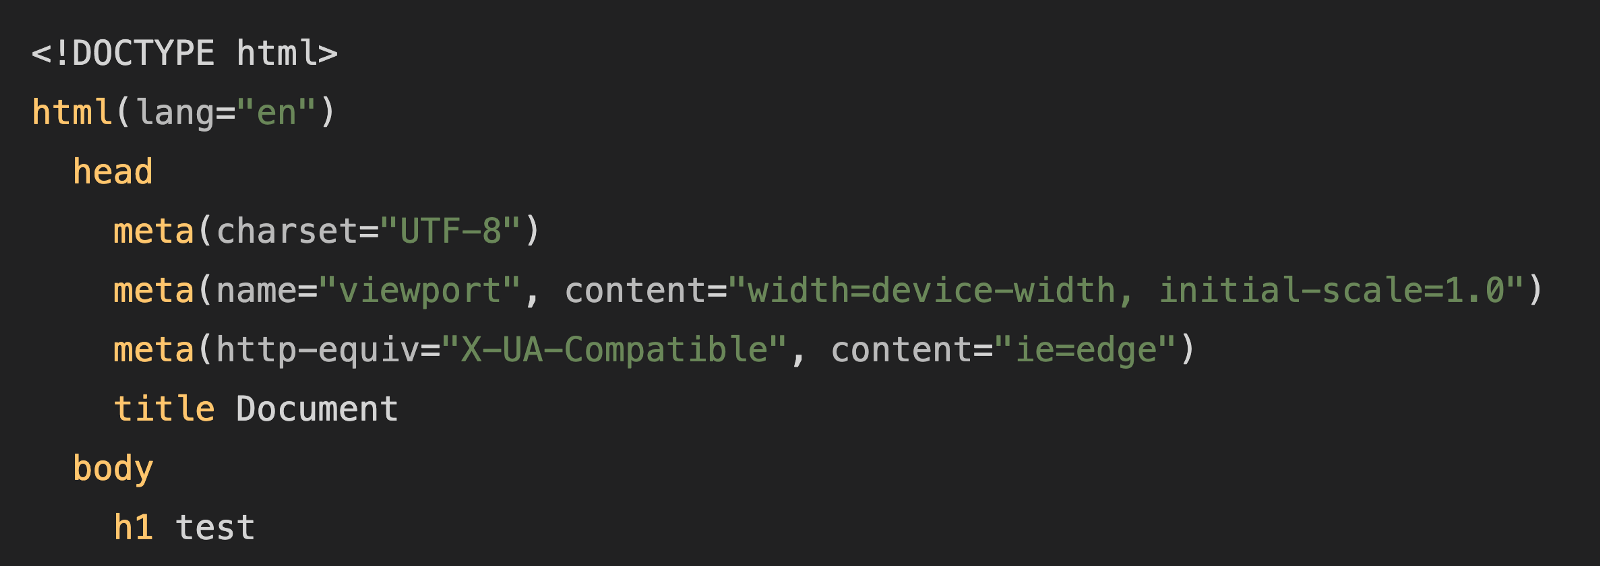 <!DOCTYPE html>
html(lang="en")
  head
    meta(charset="UTF-8")
    meta(name="viewport", content="width=device-width, initial-scale=1.0")
    meta(http-equiv="X-UA-Compatible", content="ie=edge")
    title Document
  body
    h1 test